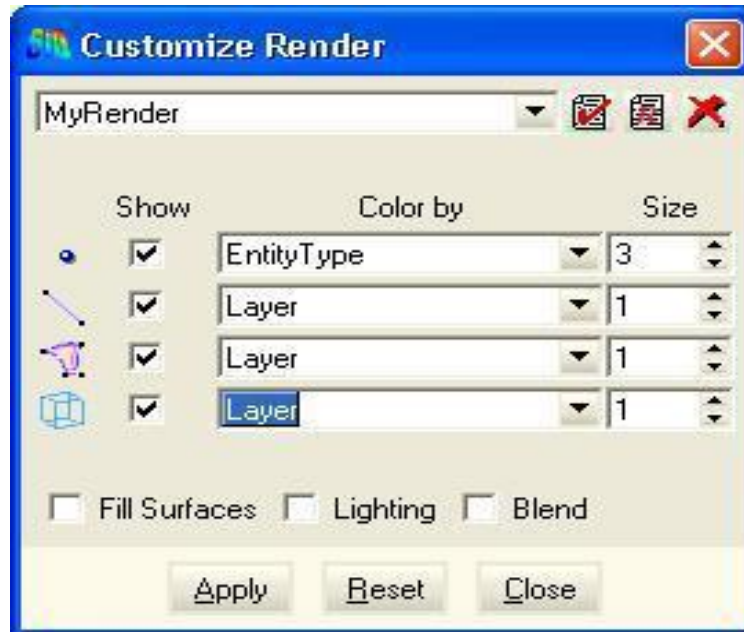 Customize Render
MyRender
Show Color by Size
EntityType 3
Layer 1
Layer 1
Layer 1
Fill Surfaces Lighting Blend
Apply Reset Close